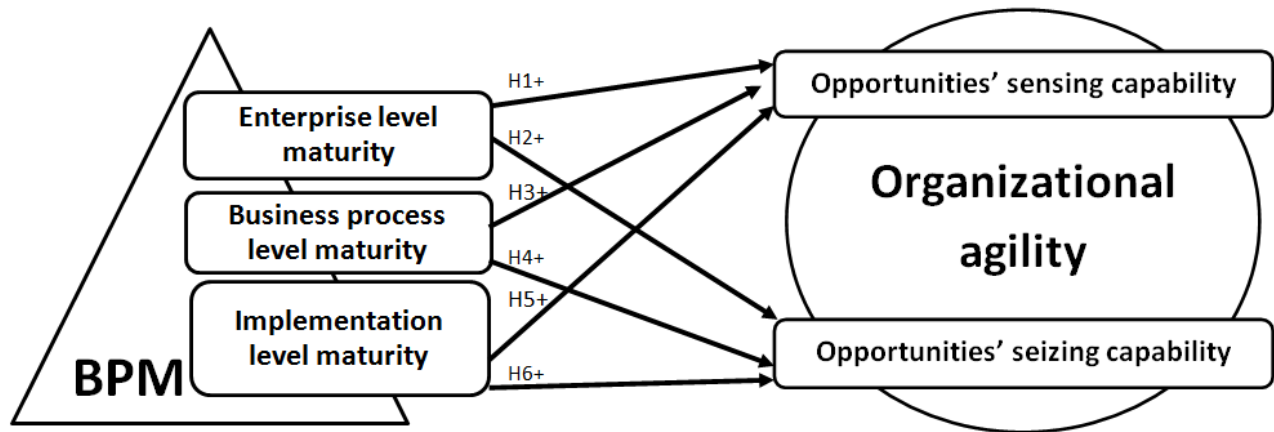 Enterprise level
maturity
Business process
level maturity
Implementation
level maturity
BPM
H1+
H2+
H3+
H4+
H5+
H6+
Opportunities’ sensing capability
Organizational
agility
Opportunities’ seizing capability